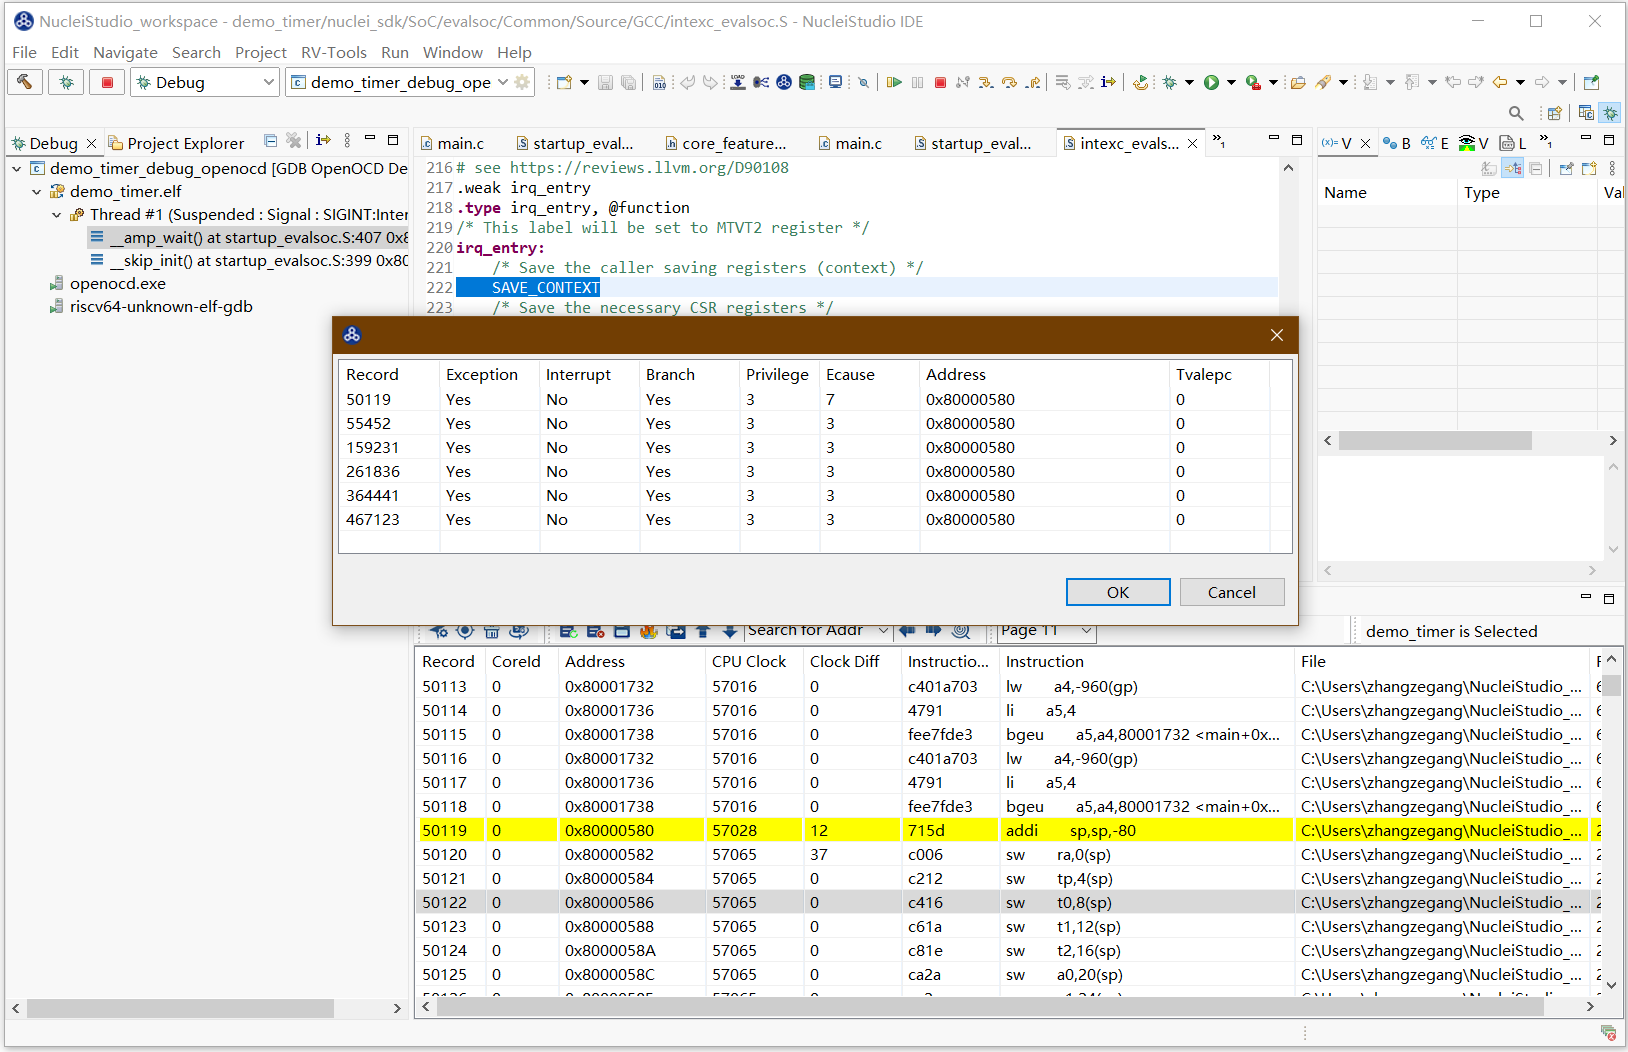 NucleiStudio_workspace - demo_timer/nuclei_sdk/SoC/evalsoc/Common/Source/GCC/intexc_evalsoc.S - NucleiStudio IDE
File Edit Navigate Search Project RV-Tools Run Window Help
Debug demo_timer_debug_ope
Debug Project Explorer
demo_timer_debug_openocd [GDB OpenOCD De
demo_timer.elf
Thread #1 (Suspended : Signal : SIGINT:Inter
__amp_wait() at startup_evalsoc.S:407 0x8
__skip_init() at startup_evalsoc.S:399 0x80
openocd.exe
riscv64-unknown-elf-gdb
main.c startup_eval... core_feature... main.c startup_eval... intexc_evals... "1
216 # see https://reviews.llvm.org/D90108
217 .weak irq_entry
218 .type irq_entry, @function
219 /* This label will be set to MTVT2 register */
220 irq_entry:
221 /* Save the caller saving registers (context) */
222 SAVE_CONTEXT
223 /* Save the necessary CSR registers */
(x)= V B E V L "1
Name Type Val
Record Exception Interrupt Branch Privilege Ecause Address Tvalepc
50119 Yes No Yes 3 7 0x80000580 0
55452 Yes No Yes 3 3 0x80000580 0
159231 Yes No Yes 3 3 0x80000580 0
261836 Yes No Yes 3 3 0x80000580 0
364441 Yes No Yes 3 3 0x80000580 0
467123 Yes No Yes 3 3 0x80000580 0
OK Cancel
Search for Addr Page 11 demo_timer is Selected
Record CoreId Address CPU Clock Clock Diff Instructio... Instruction File F
50113 0 0x80001732 57016 0 c401a703 lw a4,-960(gp) C:\Users\zhangzegang\NucleiStudio_... 6
50114 0 0x80001736 57016 0 4791 li a5,4 C:\Users\zhangzegang\NucleiStudio_... 6
50115 0 0x80001738 57016 0 fee7fde3 bgeu a5,a4,80001732 <main+0x... C:\Users\zhangzegang\NucleiStudio_... 6
50116 0 0x80001732 57016 0 c401a703 lw a4,-960(gp) C:\Users\zhangzegang\NucleiStudio_... 6
50117 0 0x80001736 57016 0 4791 li a5,4 C:\Users\zhangzegang\NucleiStudio_... 6
50118 0 0x80001738 57016 0 fee7fde3 bgeu a5,a4,80001732 <main+0x... C:\Users\zhangzegang\NucleiStudio_... 6
50119 0 0x80000580 57028 12 715d addi sp,sp,-80 C:\Users\zhangzegang\NucleiStudio_... 2
50120 0 0x80000582 57065 37 c006 sw ra,0(sp) C:\Users\zhangzegang\NucleiStudio_... 2
50121 0 0x80000584 57065 0 c212 sw tp,4(sp) C:\Users\zhangzegang\NucleiStudio_... 2
50122 0 0x80000586 57065 0 c416 sw t0,8(sp) C:\Users\zhangzegang\NucleiStudio_... 2
50123 0 0x80000588 57065 0 c61a sw t1,12(sp) C:\Users\zhangzegang\NucleiStudio_... 2
50124 0 0x8000058A 57065 0 c81e sw t2,16(sp) C:\Users\zhangzegang\NucleiStudio_... 2
50125 0 0x8000058C 57065 0 ca2a sw a0,20(sp) C:\Users\zhangzegang\NucleiStudio_... 2